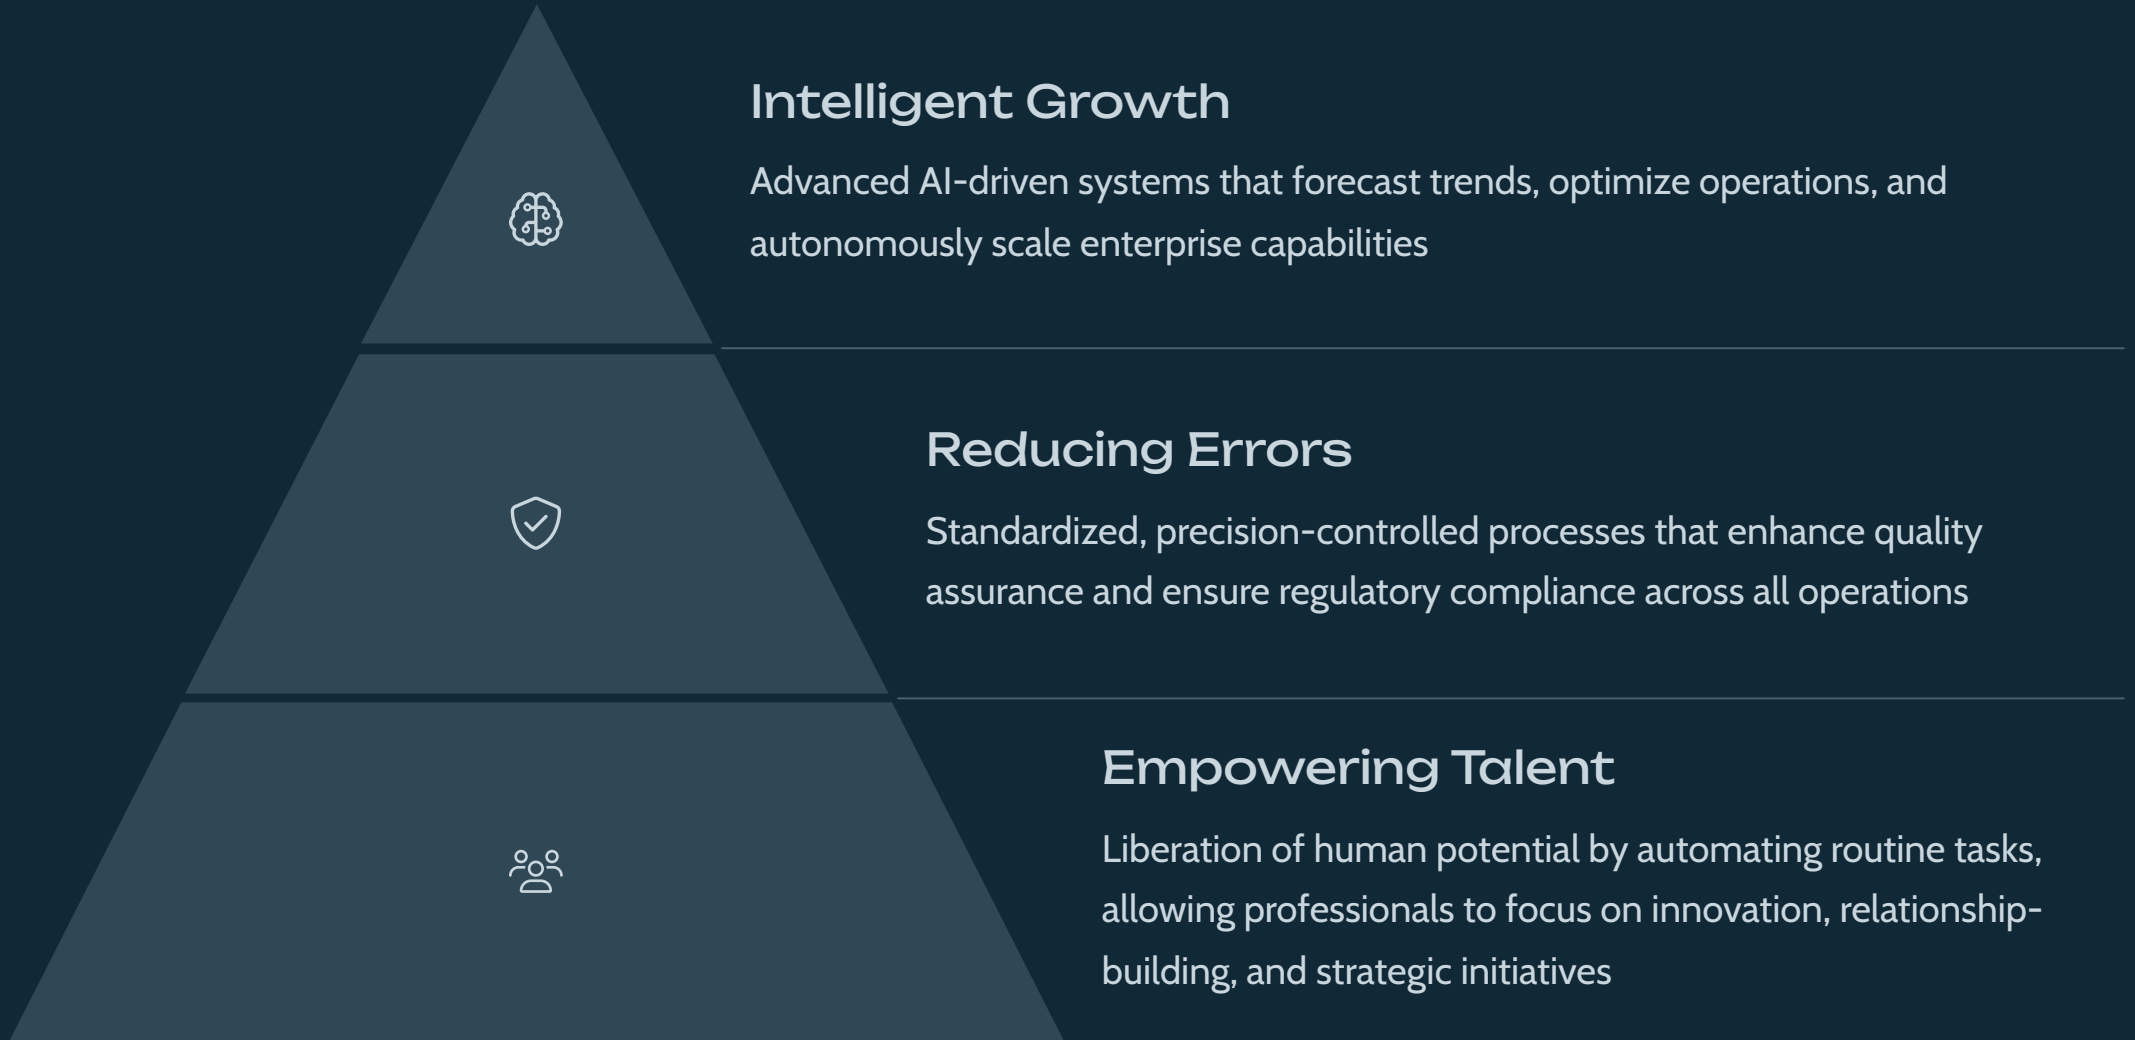 Intelligent Growth
Advanced AI-driven systems that forecast trends, optimize operations, and
autonomously scale enterprise capabilities
Reducing Errors
Standardized, precision-controlled processes that enhance quality
assurance and ensure regulatory compliance across all operations
Empowering Talent
Liberation of human potential by automating routine tasks,
allowing professionals to focus on innovation, relationship-
building, and strategic initiatives